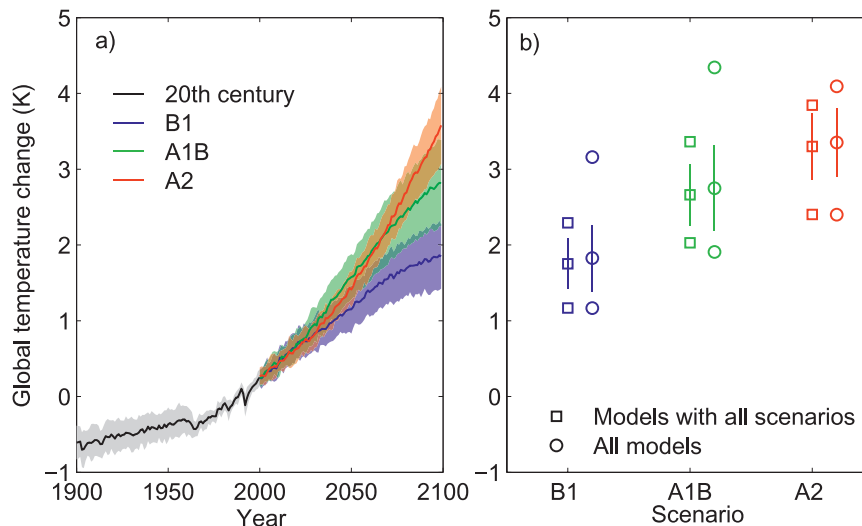 a)
20th century
B1
A1B
A2
Global temperature change (K)
5
4
3
2
1
0
−1
1900
1950
2000
2050
2100
Year
b)
5
4
3
2
1
0
−1
Models with all scenarios
All models
B1
A1B
A2
Scenario